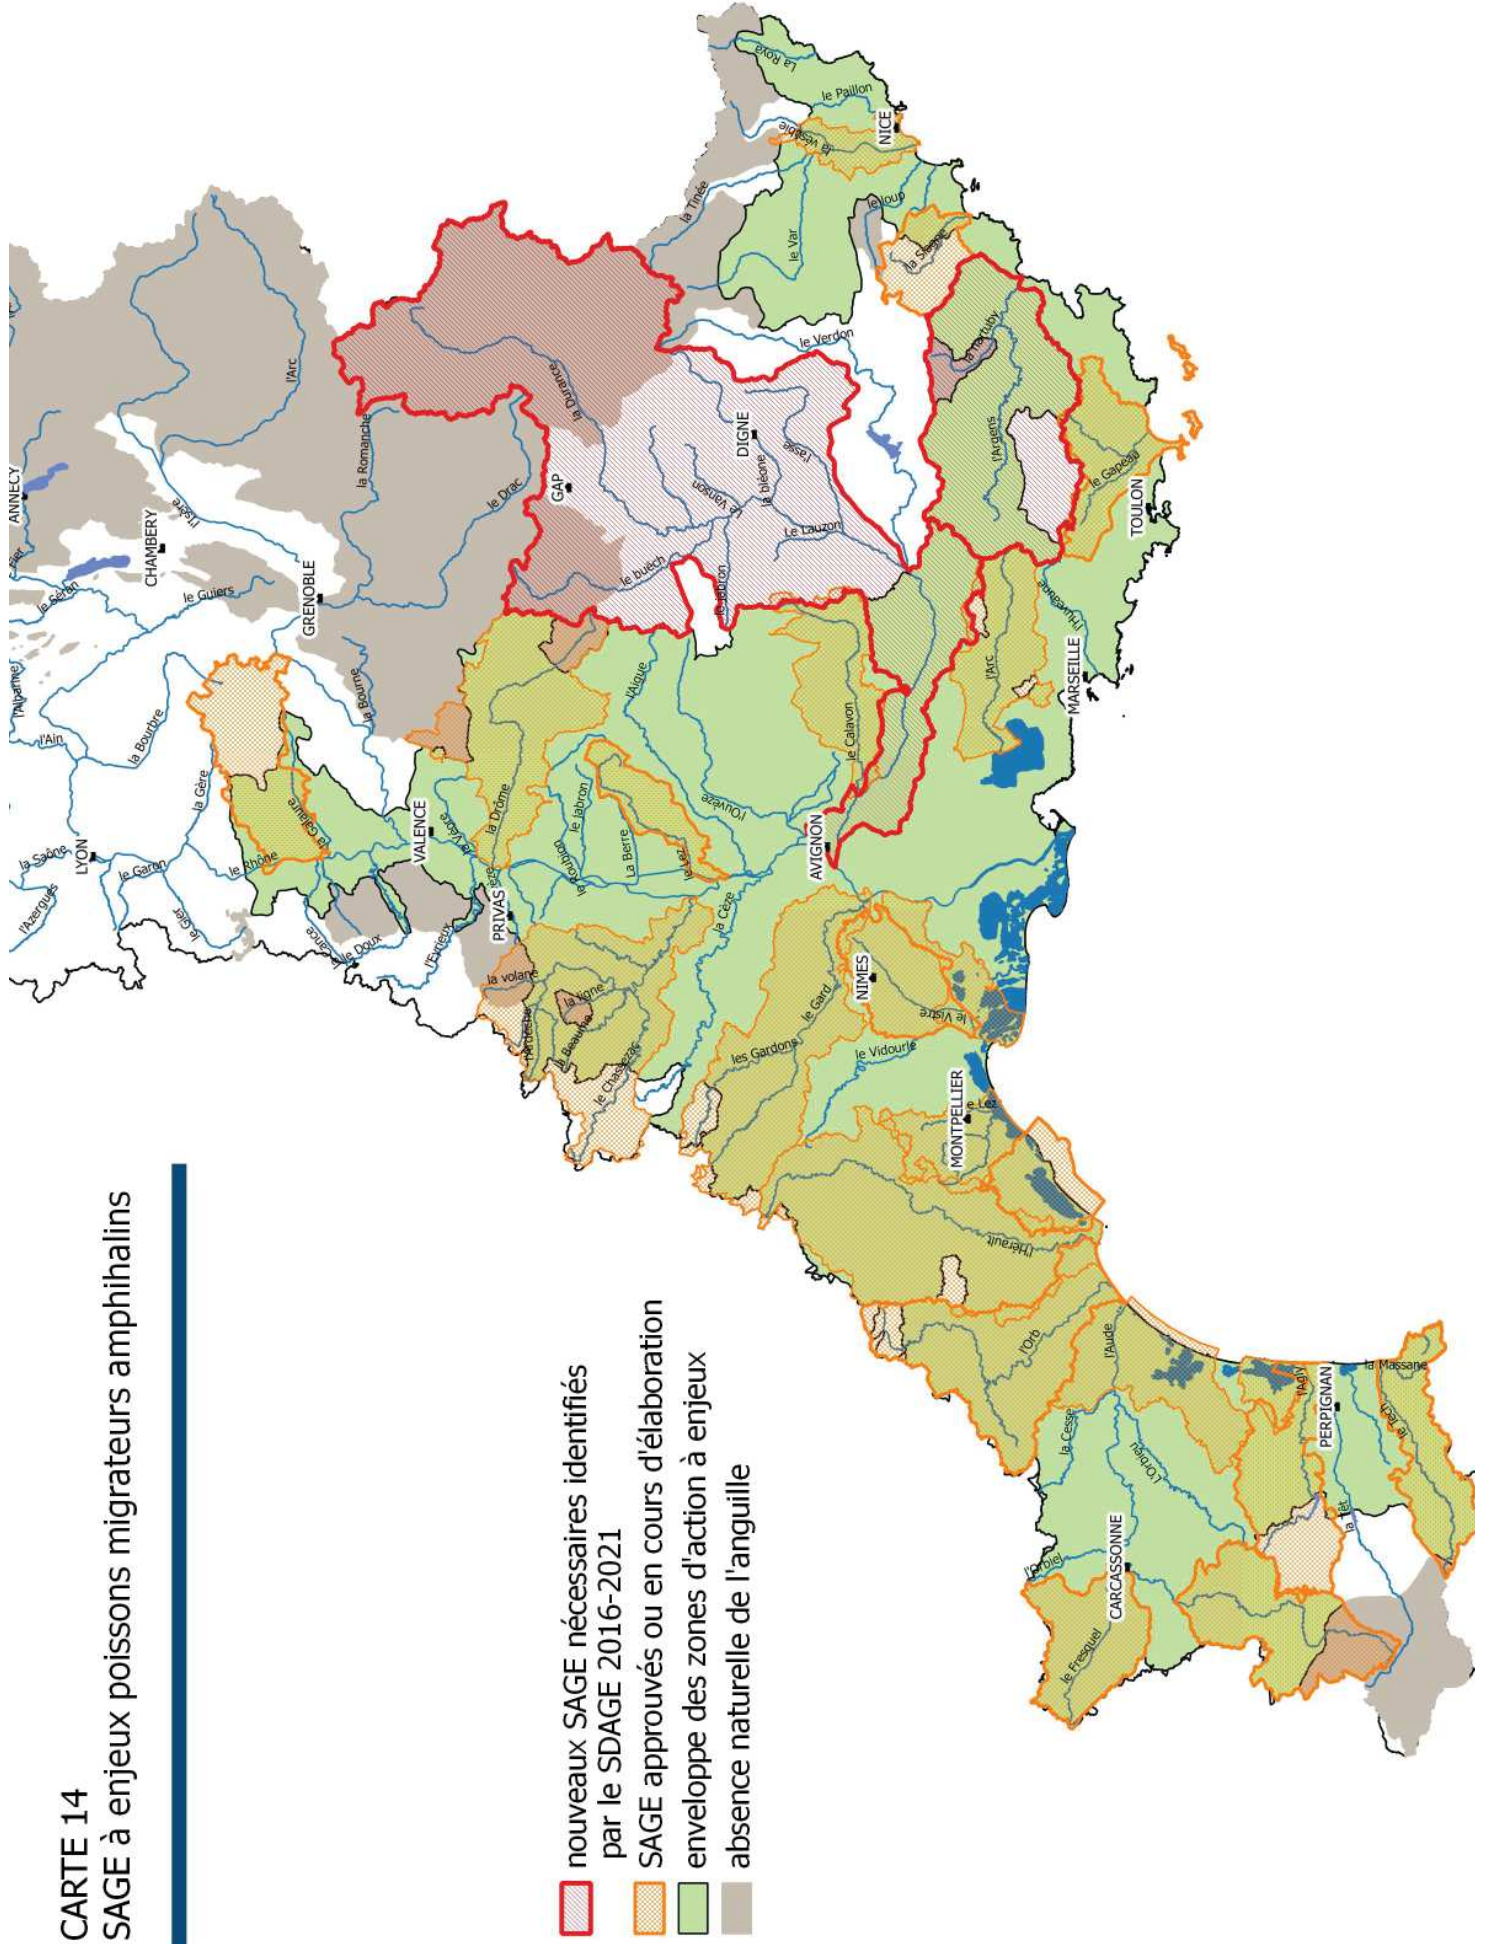 CARTE 14
SAGE à enjeux poissons migrateurs amphihalins
nouveaux SAGE nécessaires identifiés
par le SDAGE 2016-2021
SAGE approuvés ou en cours d'élaboration
enveloppe des zones d'action à enjeux
absence naturelle de l'anguille
ANNECY
le Séran
l'Albarine
l'Ain
la Saône
l'Azergues
LYON
CHAMBERY
l'Isère
l'Arc
le Guiers
la Bourbre
la Gère
le Garon
le Gier
le Rhône
GRENOBLE
la Romanche
le Drac
la Bourne
la Galaure
VALENCE
la Véore
le Doux
l'Eyrieux
PRIVAS
la Drôme
le Jabron
le Roubion
La Berre
le Lez
l'Aigue
l'Ouvèze
la Cèze
la volane
la ligne
l'Ardèche
la Beaume
le Chassezac
GAP
la Durance
le buëch
le Jabron
Le Vanson
la bléone
DIGNE
l'asse
Le Lauzon
le Verdon
la Tinée
la vésubie
le Var
La Roya
le Paillon
NICE
le loup
la Siagne
la nartuby
l'Argens
le Gapeau
TOULON
l'Huveaune
MARSEILLE
l'Arc
le Calavon
AVIGNON
les Gardons
le Gard
NIMES
le Vistre
le Vidourle
MONTPELLIER
e Lez
l'Hérault
l'Orb
l'Aude
la Cesse
L'Orbieu
l'Orbiel
CARCASSONNE
le Fresquel
l'Agly
PERPIGNAN
la Têt
la Massane
le Tech